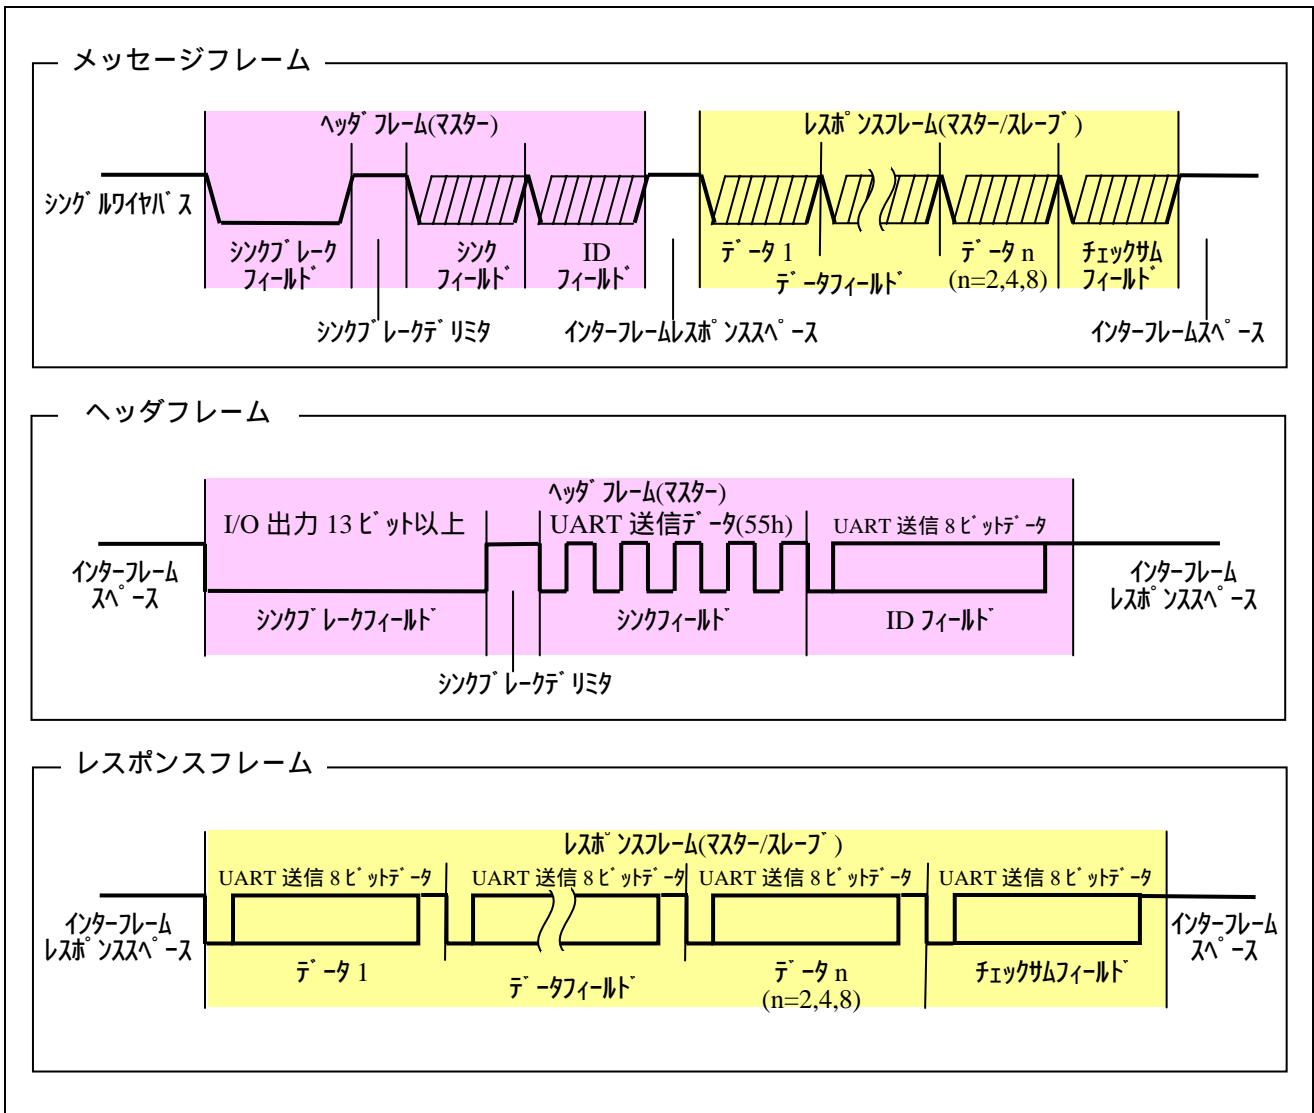 メッセージフレーム
ﾍｯﾀﾞﾌﾚｰﾑ(ﾏｽﾀｰ)
ﾚｽﾎﾟﾝｽﾌﾚｰﾑ(ﾏｽﾀｰ/ｽﾚｰﾌﾞ)
ｼﾝｸﾞﾙﾜｲﾔﾊﾞｽ
ｼﾝｸﾌﾞﾚｰｸ
ﾌｨｰﾙﾄﾞ
ｼﾝｸ
ﾌｨｰﾙﾄﾞ
ID
ﾌｨｰﾙﾄﾞ
ﾃﾞｰﾀ 1
ﾃﾞｰﾀﾌｨｰﾙﾄﾞ
ﾃﾞｰﾀ n
(n=2,4,8)
ﾁｪｯｸｻﾑ
ﾌｨｰﾙﾄﾞ
ｼﾝｸﾌﾞﾚｰｸﾃﾞﾘﾐﾀ
ｲﾝﾀｰﾌﾚｰﾑﾚｽﾎﾟﾝｽｽﾍﾟｰｽ
ｲﾝﾀｰﾌﾚｰﾑｽﾍﾟｰｽ
ヘッダフレーム
ﾍｯﾀﾞﾌﾚｰﾑ(ﾏｽﾀｰ)
I/O 出力 13 ﾋﾞｯﾄ以上
UART 送信ﾃﾞｰﾀ(55h)
UART 送信 8 ﾋﾞｯﾄﾃﾞｰﾀ
ｲﾝﾀｰﾌﾚｰﾑ
ｽﾍﾟｰｽ
ｼﾝｸﾌﾞﾚｰｸﾌｨｰﾙﾄﾞ
ｼﾝｸﾌｨｰﾙﾄﾞ
ID ﾌｨｰﾙﾄﾞ
ｲﾝﾀｰﾌﾚｰﾑ
ﾚｽﾎﾟﾝｽｽﾍﾟｰｽ
ｼﾝｸﾌﾞﾚｰｸﾃﾞﾘﾐﾀ
レスポンスフレーム
ﾚｽﾎﾟﾝｽﾌﾚｰﾑ(ﾏｽﾀｰ/ｽﾚｰﾌﾞ)
UART 送信 8 ﾋﾞｯﾄﾃﾞｰﾀ
UART 送信 8 ﾋﾞｯﾄﾃﾞｰﾀ
UART 送信 8 ﾋﾞｯﾄﾃﾞｰﾀ
UART 送信 8 ﾋﾞｯﾄﾃﾞｰﾀ
ｲﾝﾀｰﾌﾚｰﾑ
ﾚｽﾎﾟﾝｽｽﾍﾟｰｽ
ﾃﾞｰﾀ 1
ﾃﾞｰﾀﾌｨｰﾙﾄﾞ
ﾃﾞｰﾀ n
(n=2,4,8)
ﾁｪｯｸｻﾑﾌｨｰﾙﾄﾞ
ｲﾝﾀｰﾌﾚｰﾑ
ｽﾍﾟｰｽ